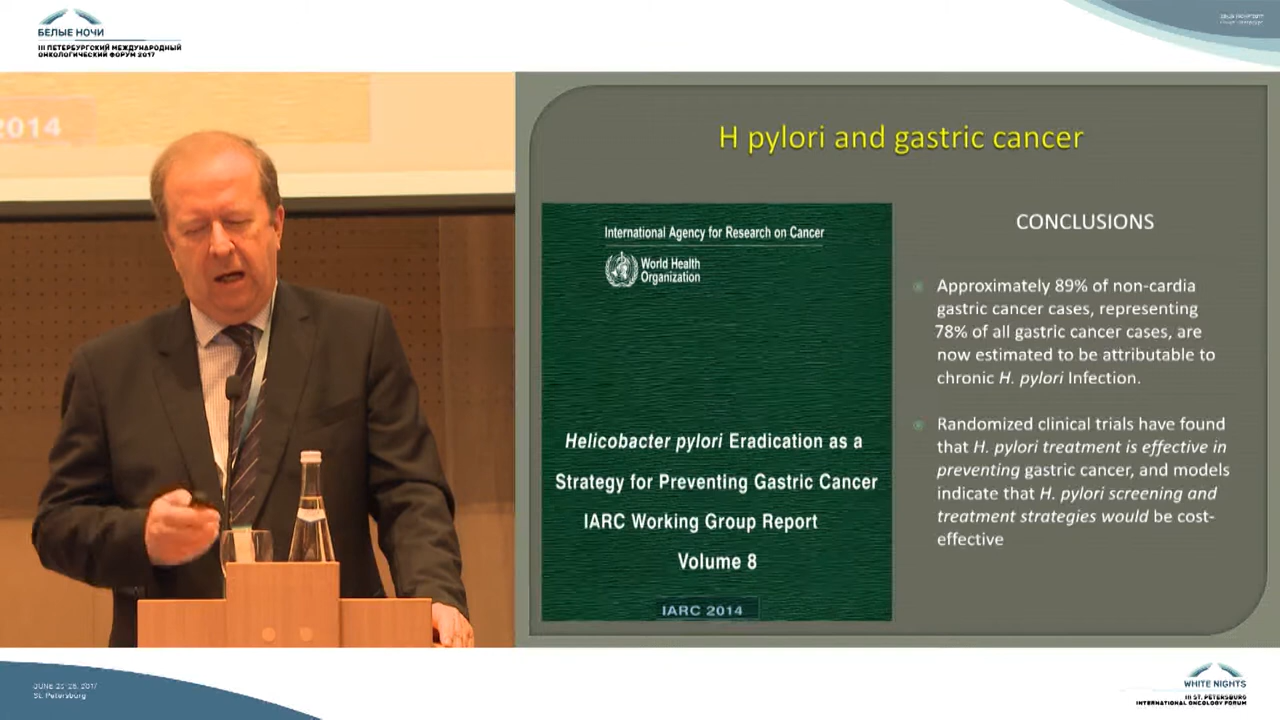 БЕЛЫЕ НОЧИ
III ПЕТЕРБУРГСКИЙ МЕЖДУНАРОДНЫЙ
ОНКОЛОГИЧЕСКИЙ ФОРУМ 2017
2014
H pylori and gastric cancer
International Agency for Research on Cancer
World Health
Organization
Helicobacter pylori Eradication as a
Strategy for Preventing Gastric Cancer
IARC Working Group Report
Volume 8
IARC 2014
CONCLUSIONS
Approximately 89% of non-cardia
gastric cancer cases, representing
78% of all gastric cancer cases, are
now estimated to be attributable to
chronic H. pylori Infection.
Randomized clinical trials have found
that H. pylori treatment is effective in
preventing gastric cancer, and models
indicate that H. pylori screening and
treatment strategies would be cost-
effective
St. Petersburg
WHITE NIGHTS
III ST. PETERSBURG
INTERNATIONAL ONCOLOGY FORUM